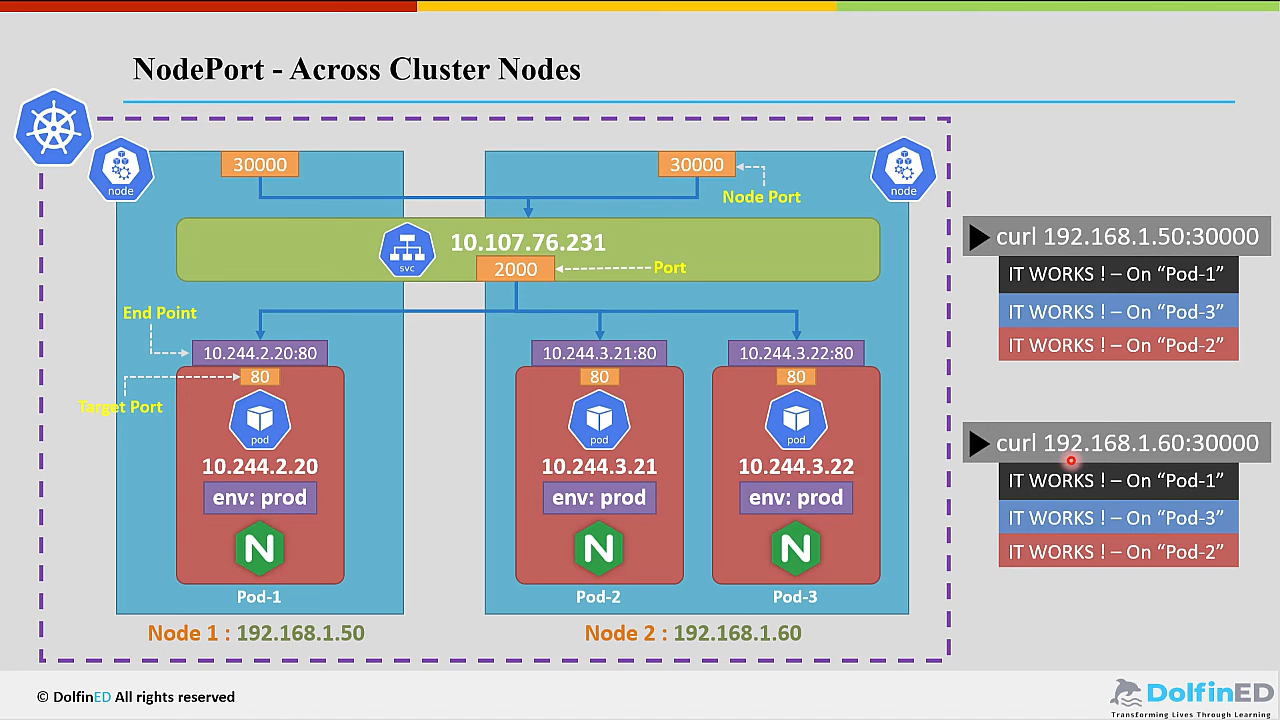 NodePort - Across Cluster Nodes
node
30000
30000
node
Node Port
svc
10.107.76.231
2000
Port
curl 192.168.1.50:30000
IT WORKS ! – On “Pod-1”
IT WORKS ! – On “Pod-3”
IT WORKS ! – On “Pod-2”
End Point
10.244.2.20:80
10.244.3.21:80
10.244.3.22:80
80
80
80
Target Port
pod
pod
pod
10.244.2.20
10.244.3.21
10.244.3.22
env: prod
env: prod
env: prod
N
N
N
Pod-1
Pod-2
Pod-3
curl 192.168.1.60:30000
IT WORKS ! – On “Pod-1”
IT WORKS ! – On “Pod-3”
IT WORKS ! – On “Pod-2”
Node 1 : 192.168.1.50
Node 2 : 192.168.1.60
© DolfinED All rights reserved
DolfinED
Transforming Lives Through Learning